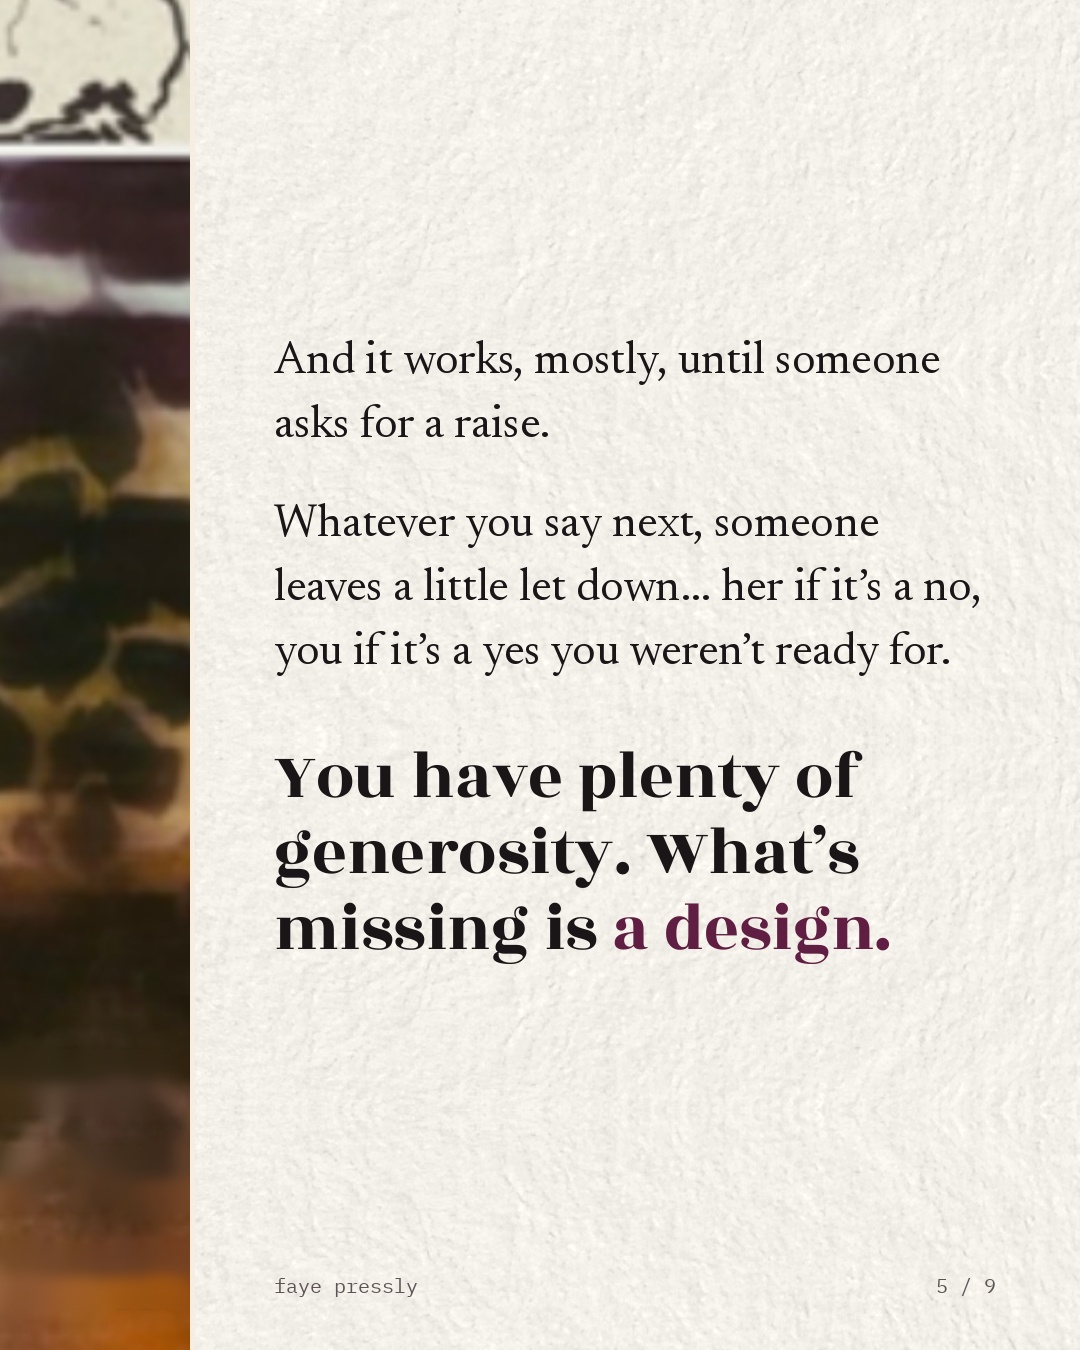 And it works, mostly, until someone
asks for a raise.
Whatever you say next, someone
leaves a little let down... her if it’s a no,
you if it’s a yes you weren’t ready for.
You have plenty of
generosity. What’s
missing is a design.
faye pressly
5 / 9